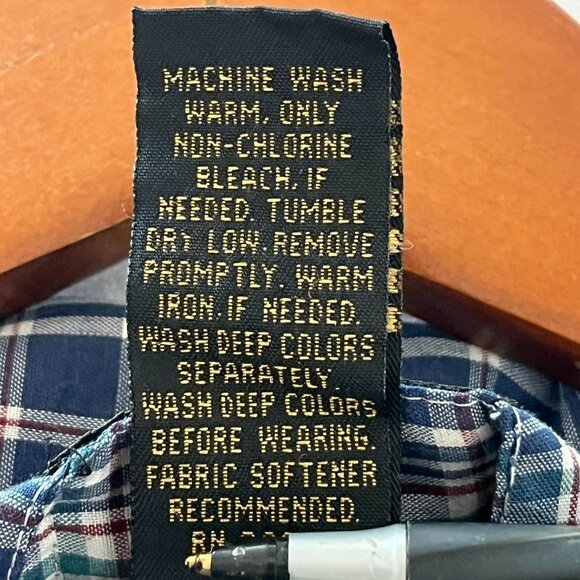 MACHINE WASH
WARM, ONLY
NON-CHLORINE
BLEACH, IF
NEEDED. TUMBLE
DRY LOW. REMOVE
PROMPTLY. WARM
IRON, IF NEEDED.
WASH DEEP COLORS
SEPARATELY.
WASH DEEP COLORS
BEFORE WEARING.
FABRIC SOFTENER
RECOMMENDED.
RN